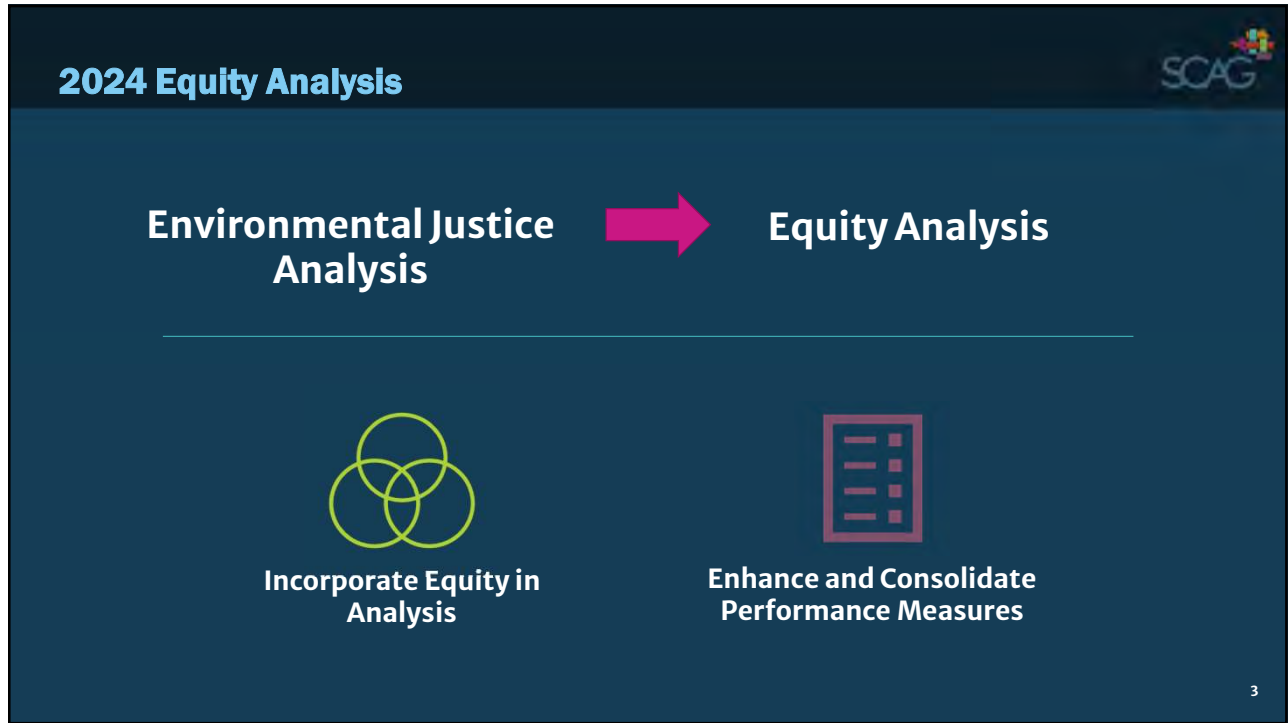 2024 Equity Analysis
SCAG
Environmental Justice
Analysis
Equity Analysis
Incorporate Equity in
Analysis
Enhance and Consolidate
Performance Measures
3